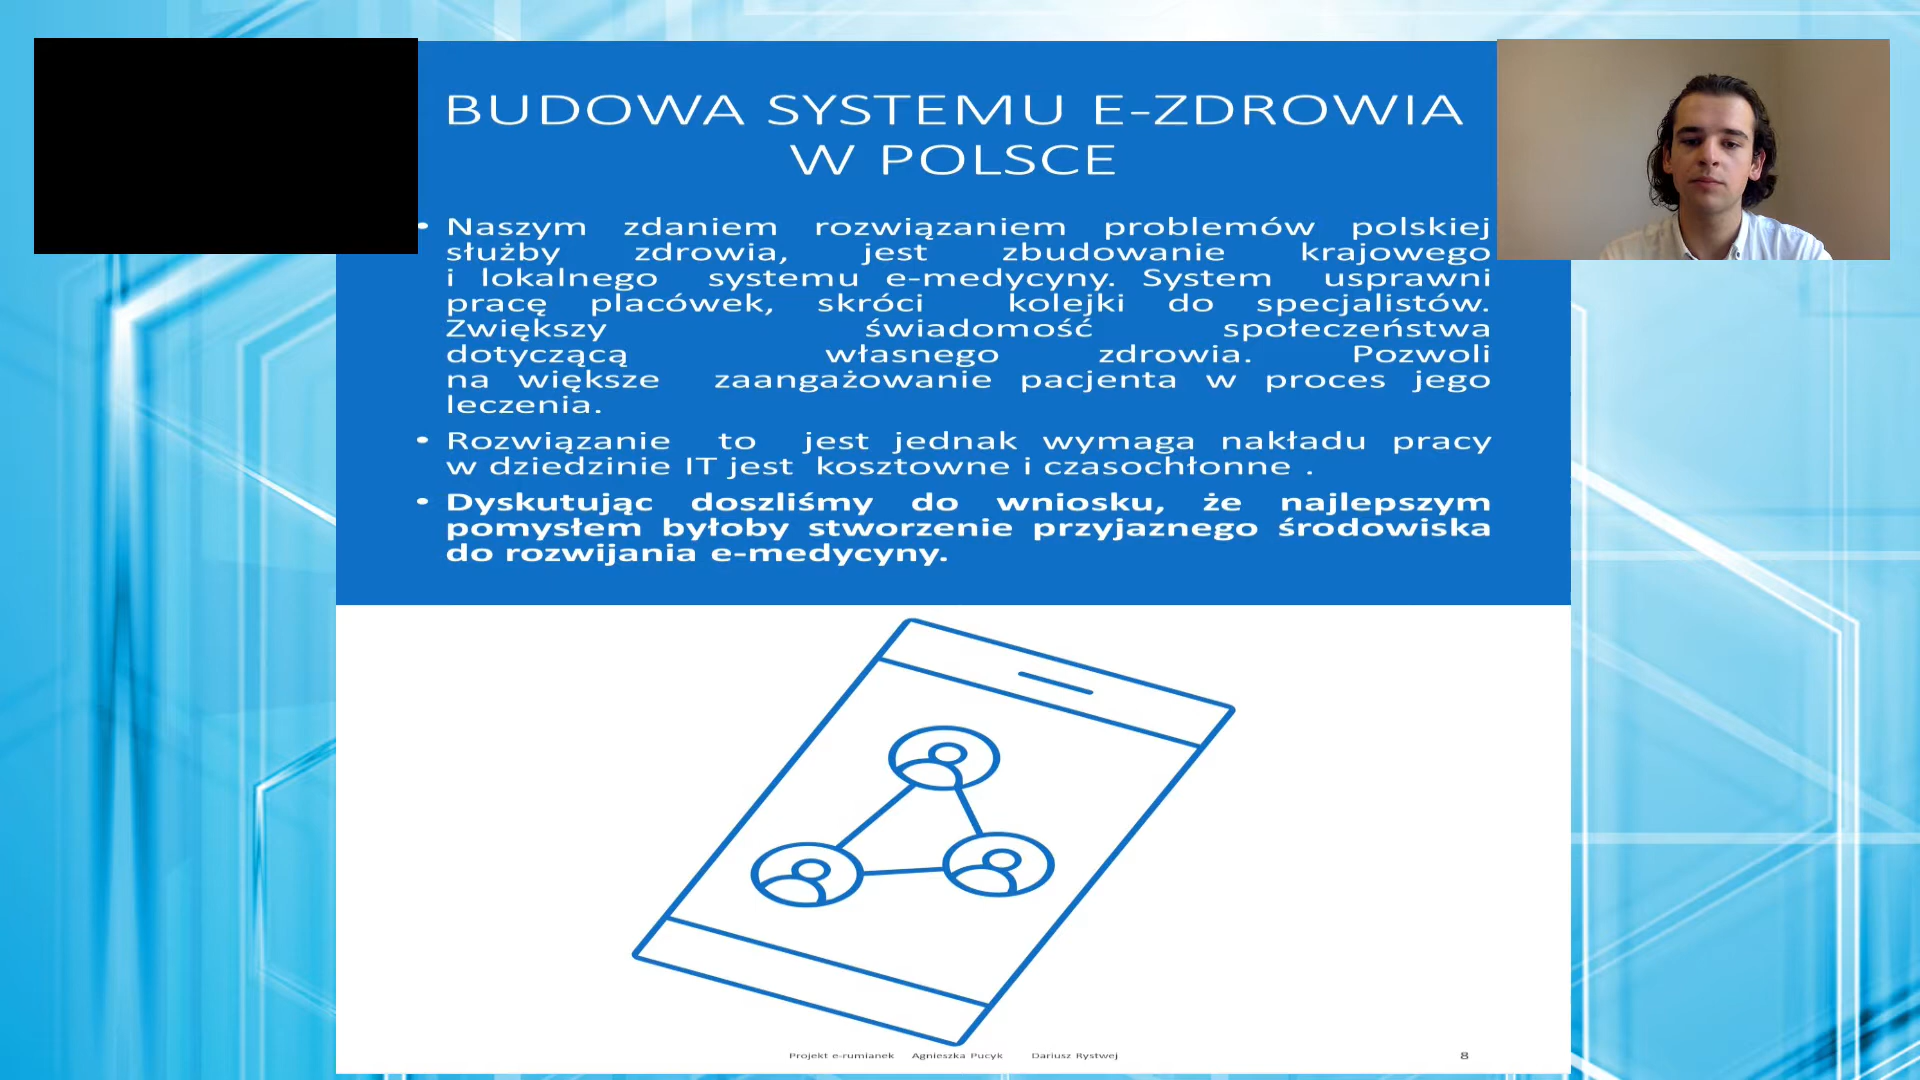 BUDOWA SYSTEMU E-ZDROWIA
W POLSCE
• Naszym zdaniem rozwiązaniem problemów polskiej
służby zdrowia, jest zbudowanie krajowego
i lokalnego systemu e-medycyny. System usprawni
pracę placówek, skróci kolejki do specjalistów.
Zwiększy świadomość społeczeństwa
dotyczącą własnego zdrowia. Pozwoli
na większe zaangażowanie pacjenta w proces jego
leczenia.
• Rozwiązanie to jest jednak wymaga nakładu pracy
w dziedzinie IT jest kosztowne i czasochłonne .
• Dyskutując doszliśmy do wniosku, że najlepszym
pomysłem byłoby stworzenie przyjaznego środowiska
do rozwijania e-medycyny.
Projekt e-rumianek Agnieszka Pucyk Dariusz Rystwej 8